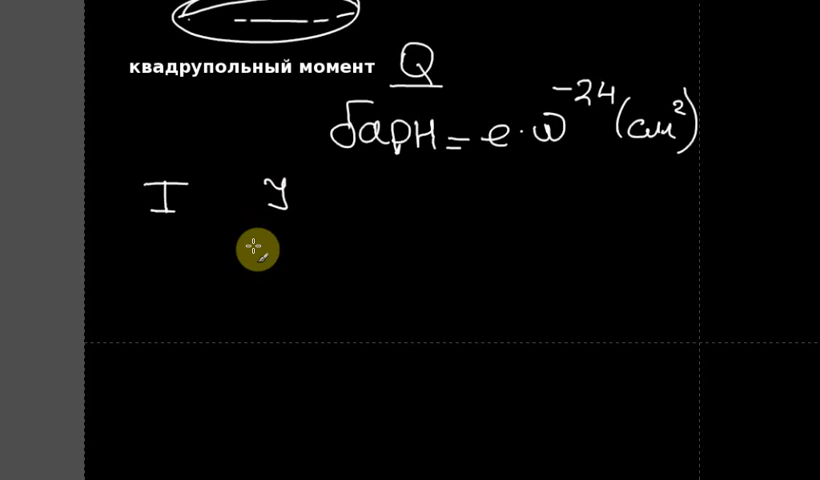 квадрупольный момент Q
барн = e · 10^-24 (см²)
I У